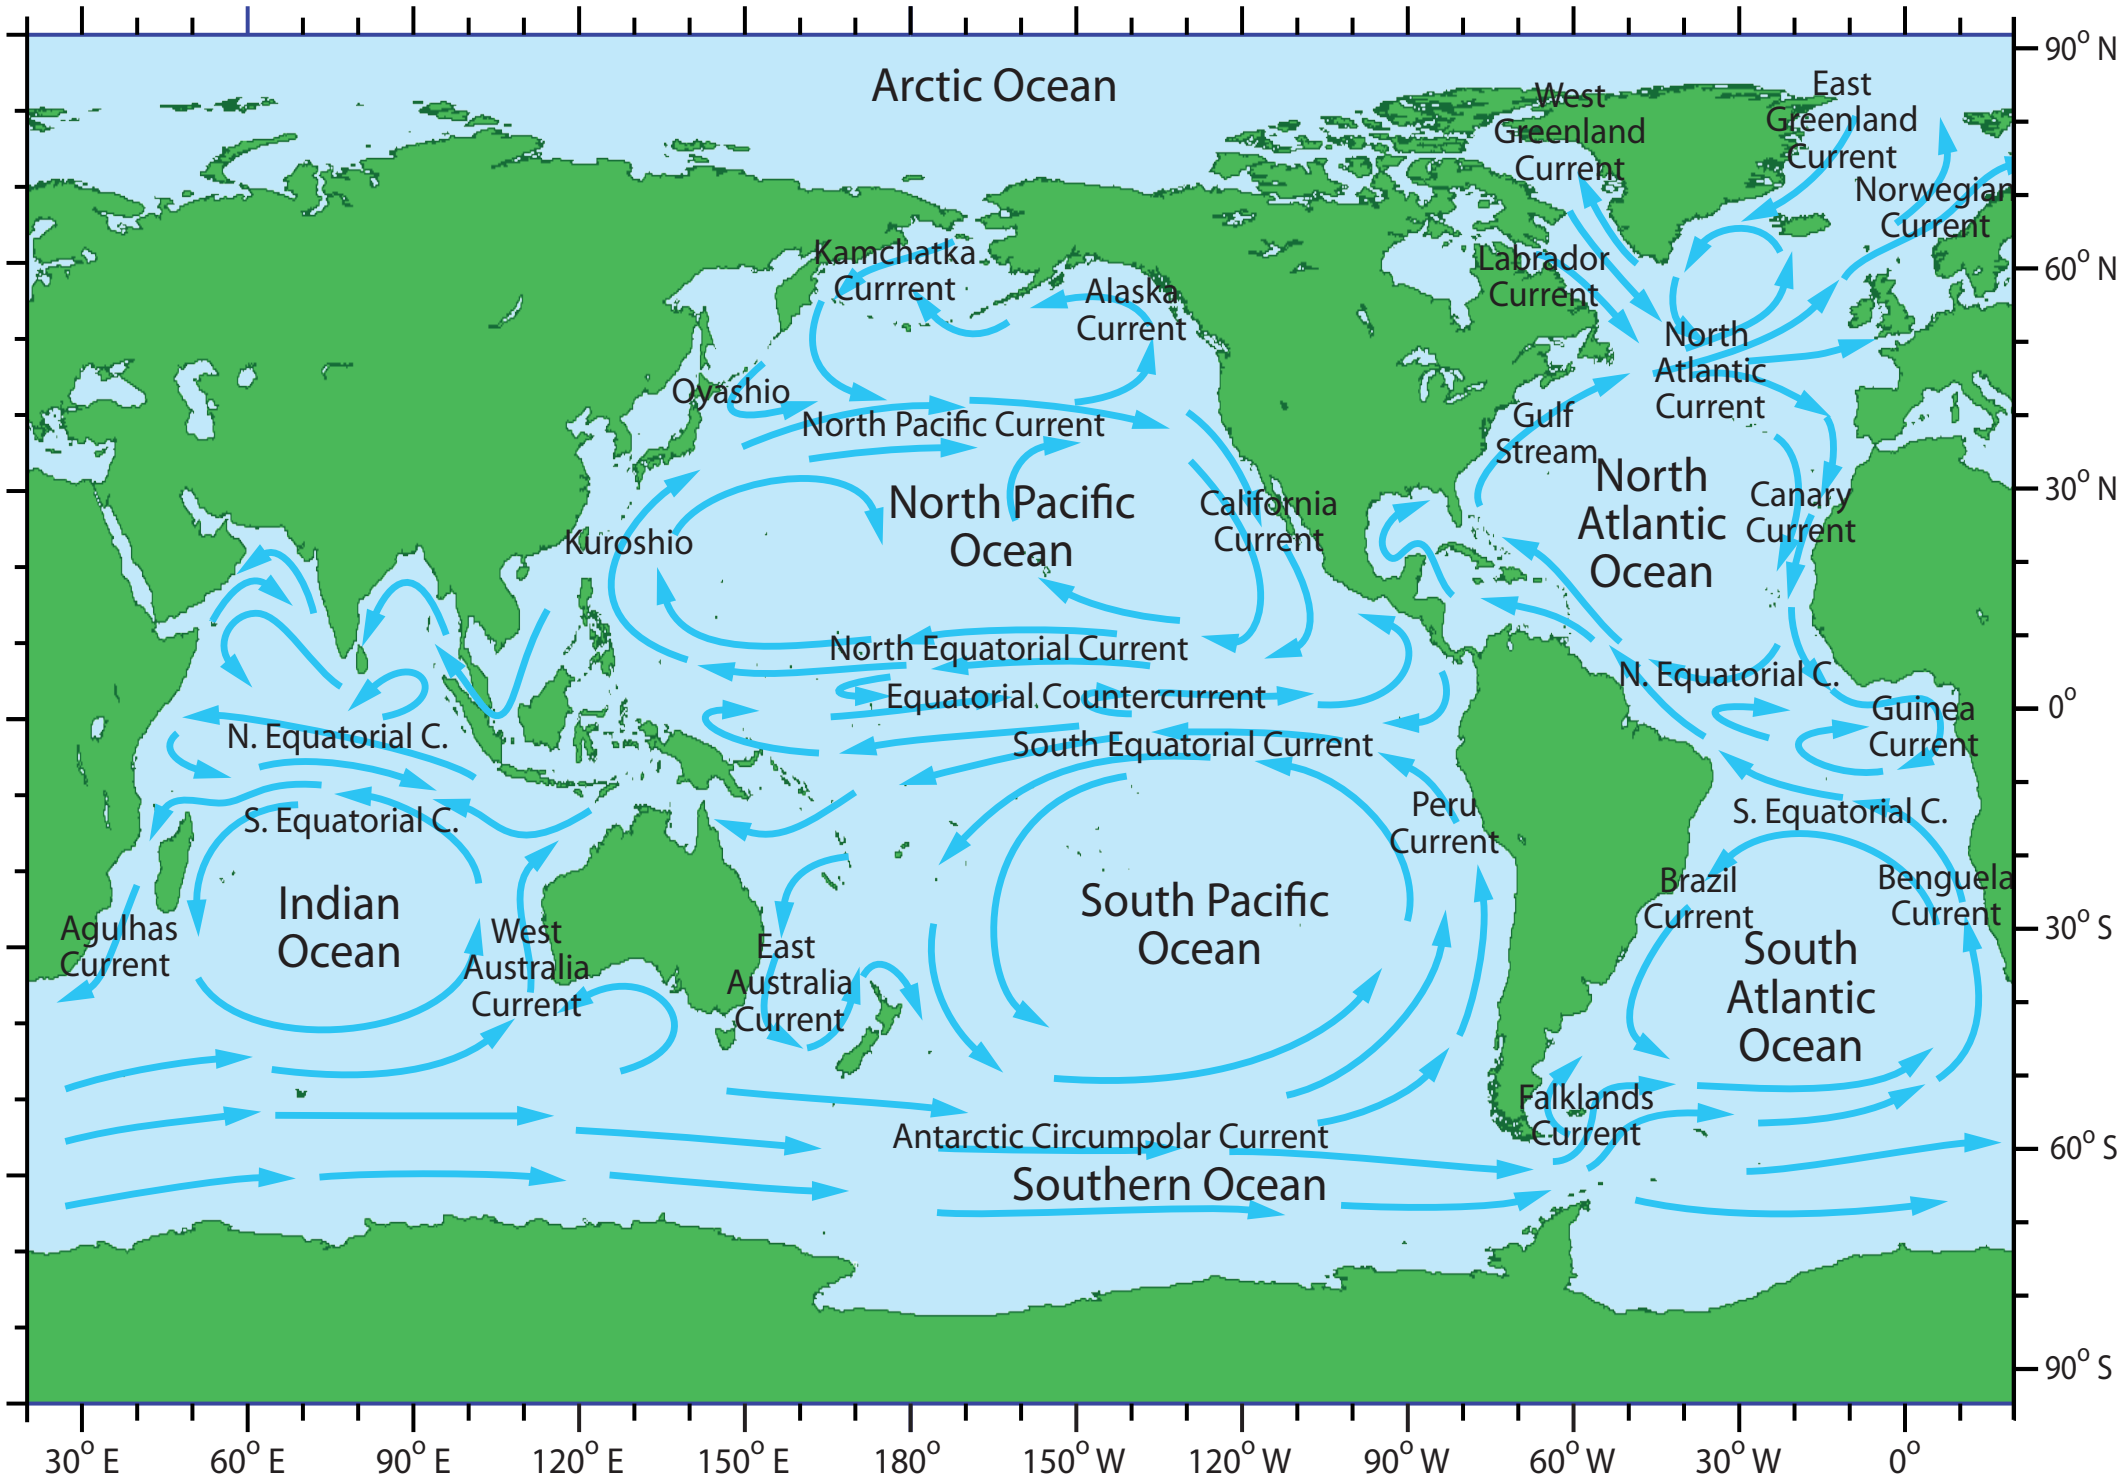 Arctic Ocean
West
Greenland
Current
East
Greenland
Current
Norwegian
Current
Kamchatka
Currrent
Alaska
Current
Labrador
Current
North
Atlantic
Current
Oyashio
North Pacific Current
Gulf
Stream
North Pacific
Ocean
California
Current
North
Atlantic
Ocean
Canary
Current
Kuroshio
North Equatorial Current
Equatorial Countercurrent
South Equatorial Current
N. Equatorial C.
Guinea
Current
N. Equatorial C.
S. Equatorial C.
Peru
Current
S. Equatorial C.
Indian
Ocean
Agulhas
Current
West
Australia
Current
East
Australia
Current
South Pacific
Ocean
Brazil
Current
Benguela
Current
South
Atlantic
Ocean
Falklands
Current
Antarctic Circumpolar Current
Southern Ocean
90° N
60° N
30° N
0°
30° S
60° S
90° S
30° E
60° E
90° E
120° E
150° E
180°
150° W
120° W
90° W
60° W
30° W
0°